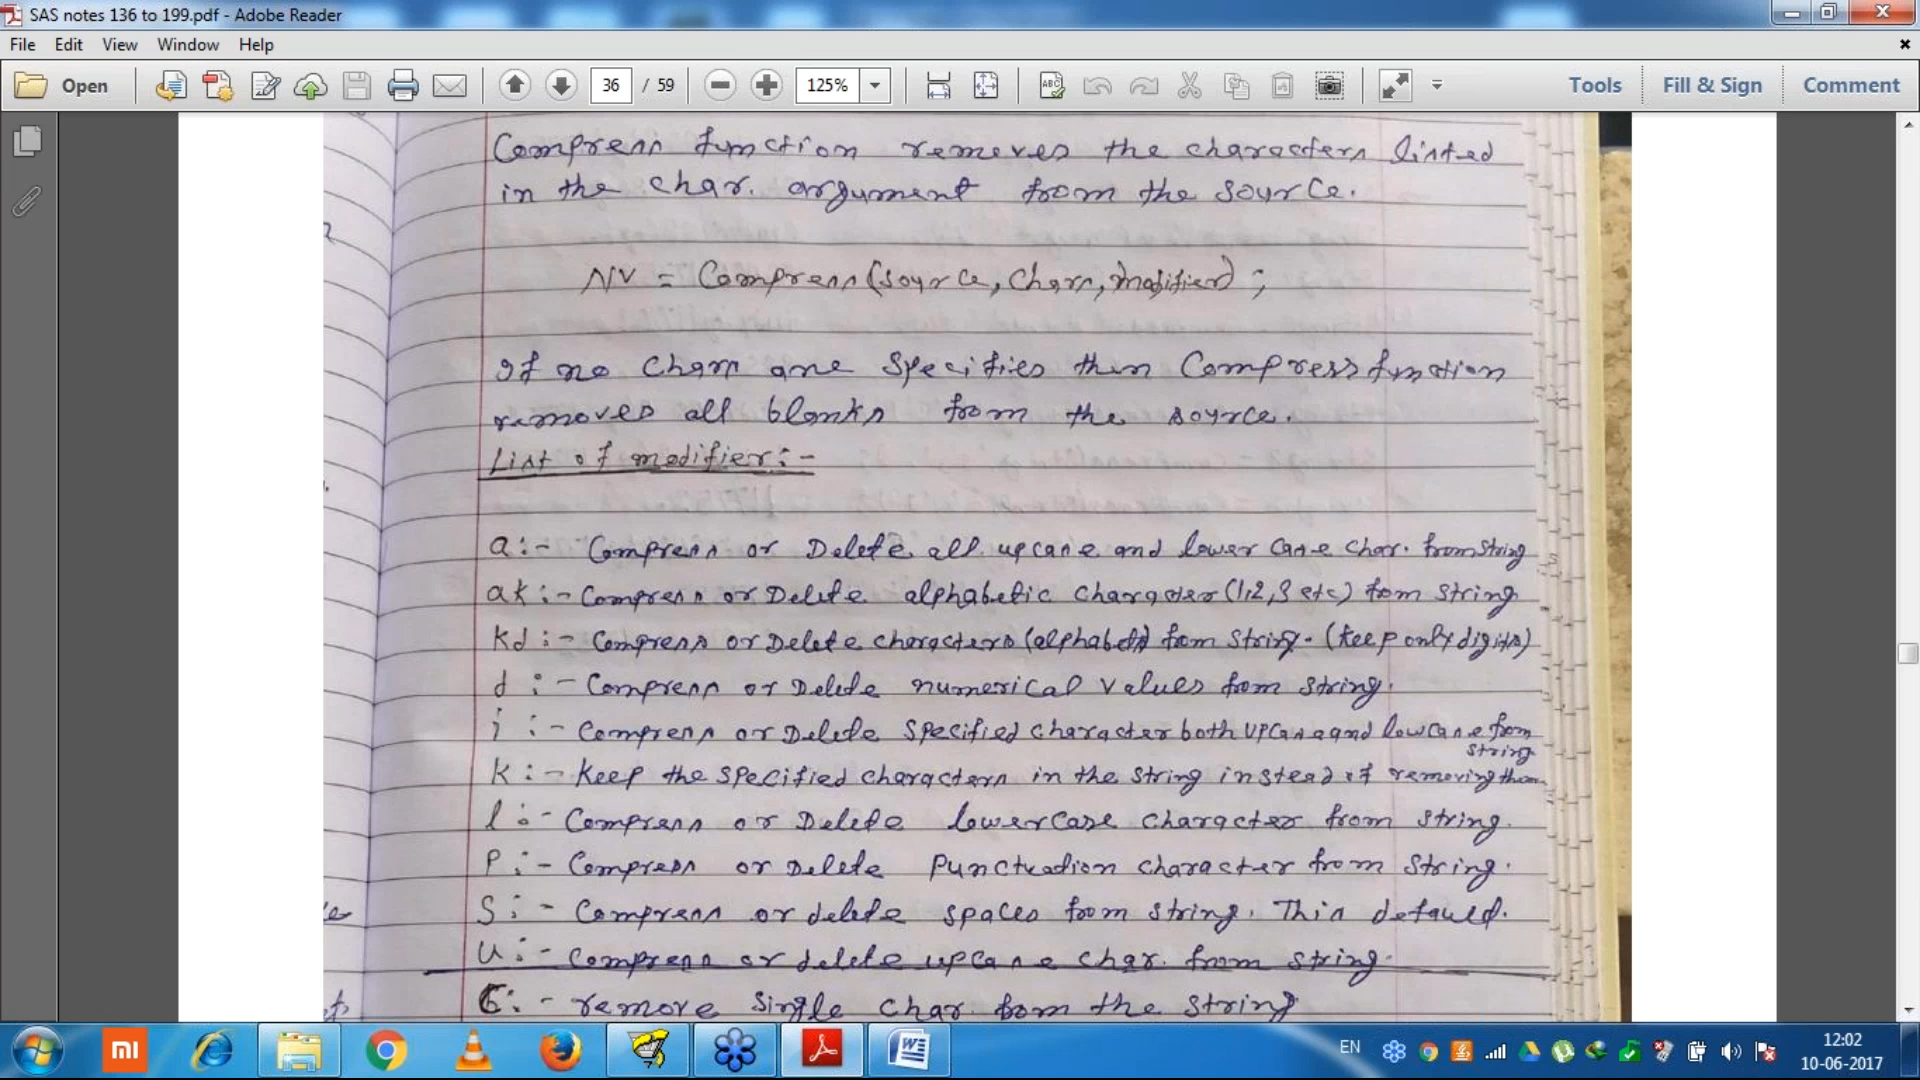 SAS notes 136 to 199.pdf - Adobe Reader
File Edit View Window Help
Open 36 / 59 125% Tools Fill & Sign Comment
Compress function removes the characters listed
in the char. argument from the source.
NV = Compress(source, chars, modifier) ;
If no chars are specifies then Compress function
removes all blanks from the source.
List of modifier:-
a:- Compress or Delete all upcase and lower case char. from string
ak:- Compress or Delete alphabetic character (1,2,3 etc) from string
Kd:- Compress or Delete characters (alphabets) from string. (keep only digits)
d:- Compress or Delete numerical values from string.
i:- Compress or Delete specified character both upcase and lowcase from
string
K:- Keep the specified characters in the string instead of removing them
l:- Compress or Delete lowercase character from string.
P:- Compress or Delete Punctuation character from string.
S:- Compress or delete spaces from string. This default.
U:- Compress or delete upcase char. from string.
C:- remove single char from the string
EN
12:02
10-06-2017